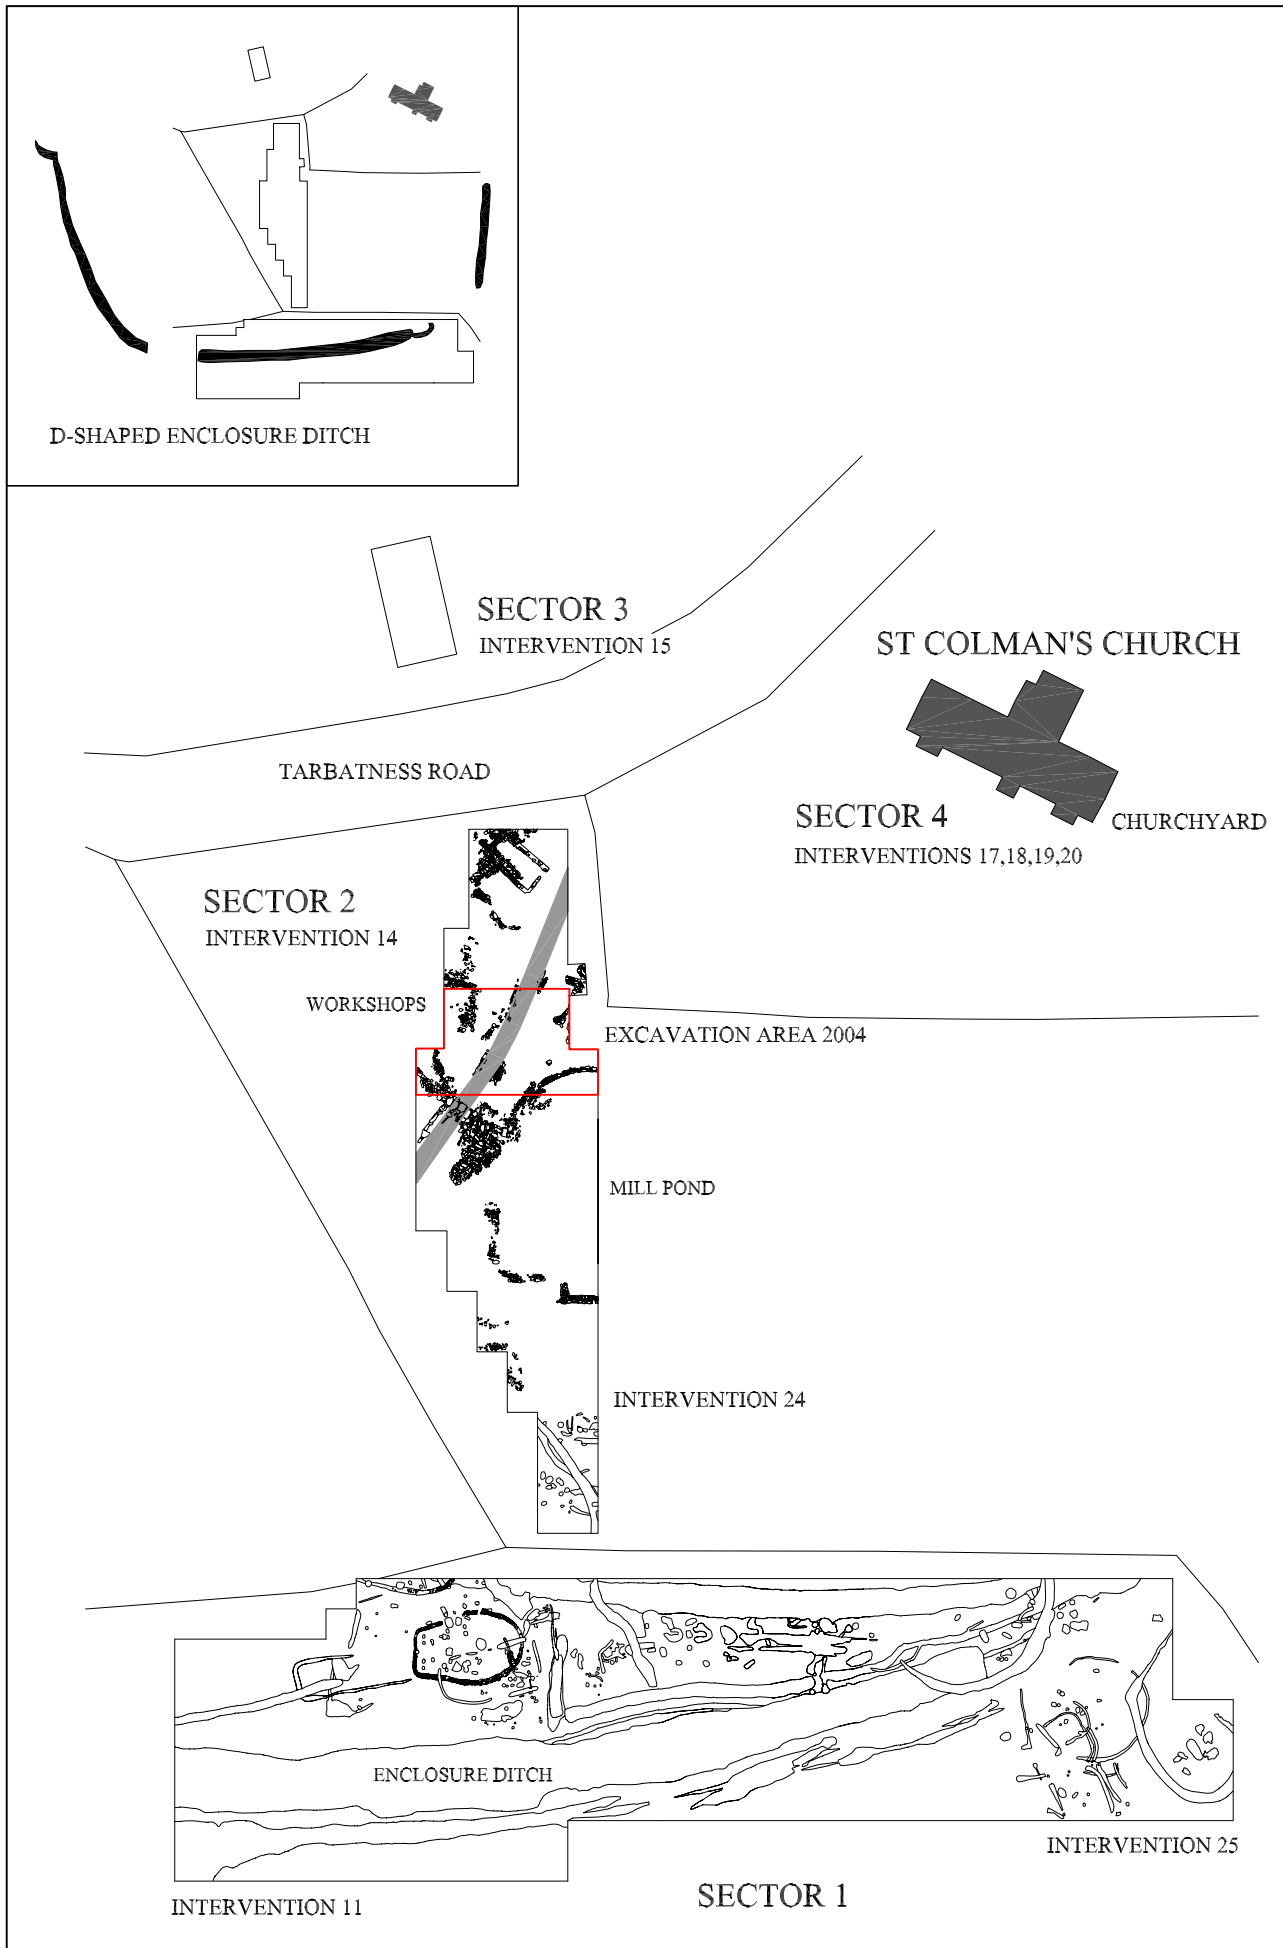 D-SHAPED ENCLOSURE DITCH
SECTOR 3
INTERVENTION 15
ST COLMAN'S CHURCH
TARBATNESS ROAD
SECTOR 4
CHURCHYARD
INTERVENTIONS 17,18,19,20
SECTOR 2
INTERVENTION 14
WORKSHOPS
EXCAVATION AREA 2004
MILL POND
INTERVENTION 24
ENCLOSURE DITCH
INTERVENTION 25
SECTOR 1
INTERVENTION 11